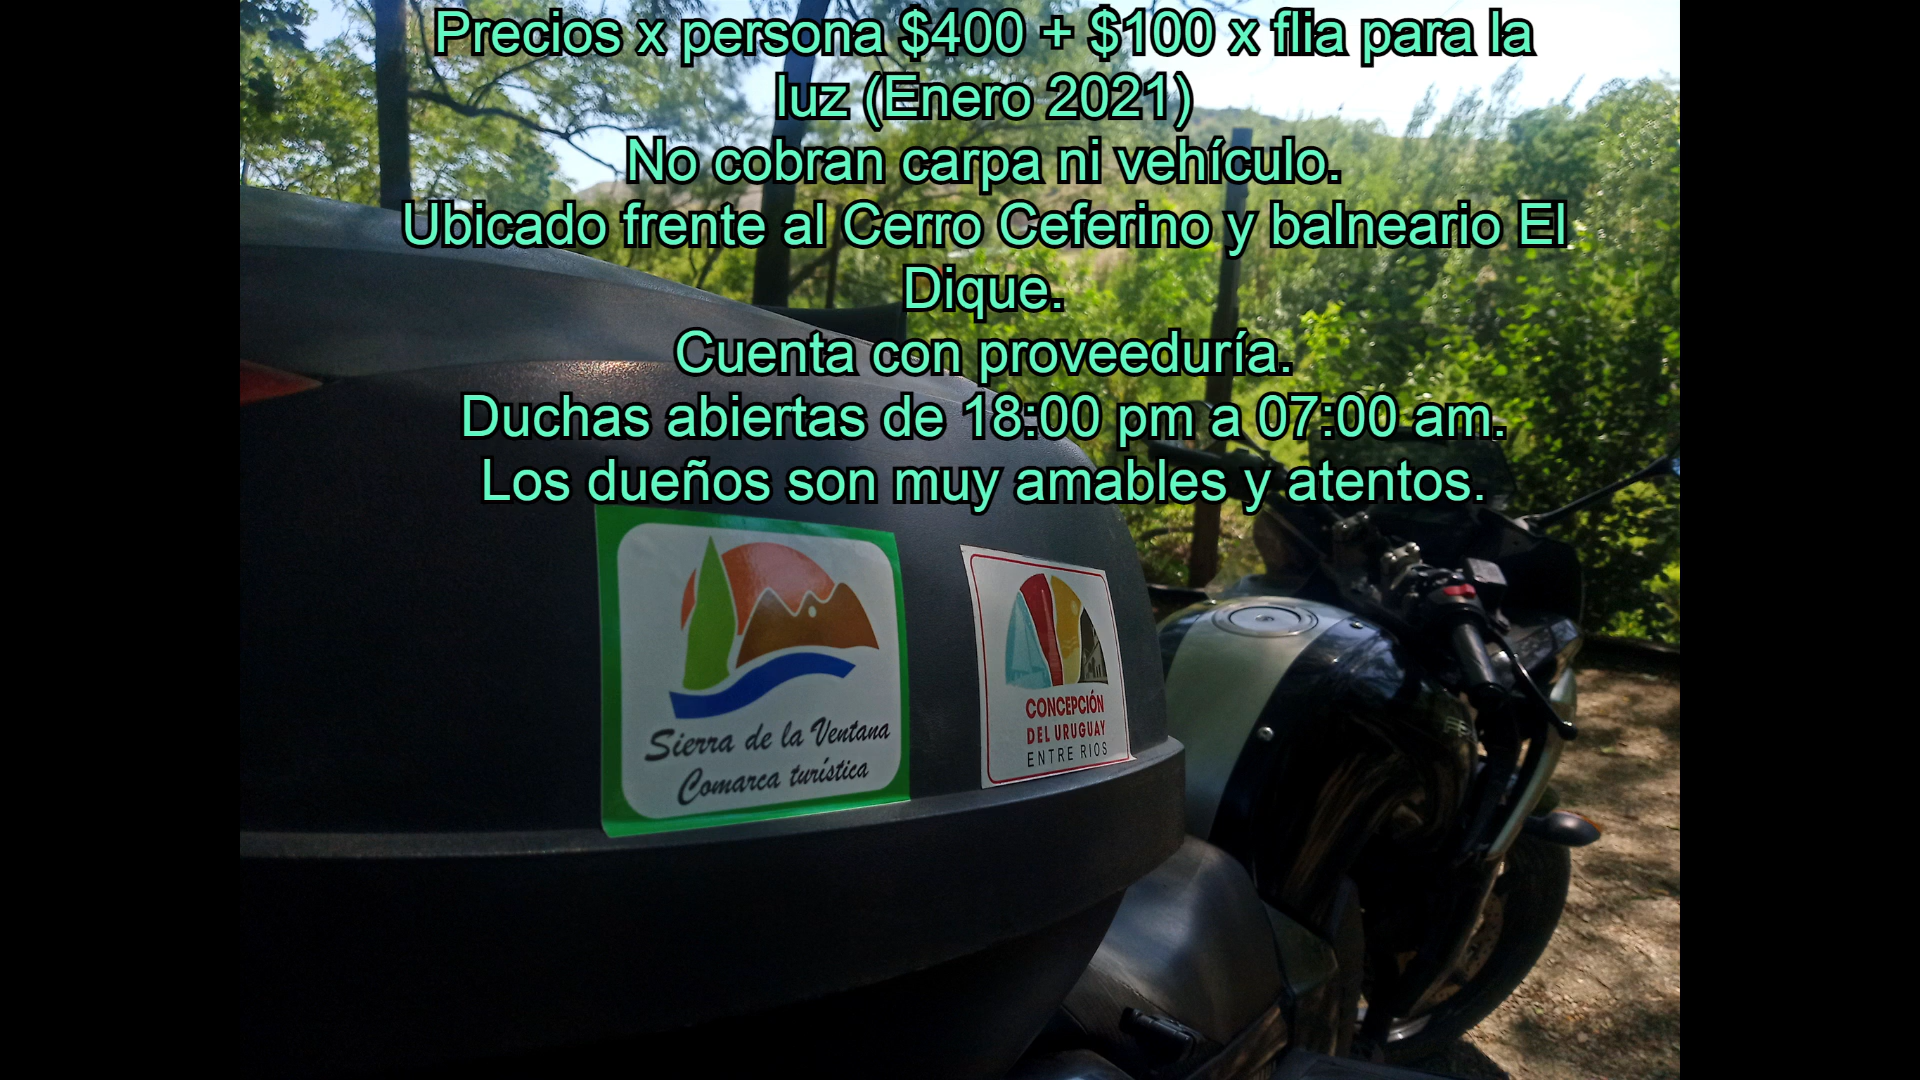 Precios x persona $400 + $100 x flia para la
luz (Enero 2021)
No cobran carpa ni vehículo.
Ubicado frente al Cerro Ceferino y balneario El
Dique.
Cuenta con proveeduría.
Duchas abiertas de 18:00 pm a 07:00 am.
Los dueños son muy amables y atentos.
Sierra de la Ventana
Comarca turística
CONCEPCIÓN
DEL URUGUAY
ENTRE RIOS